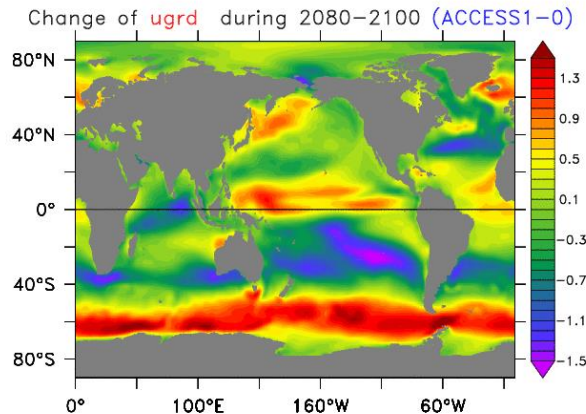 Change of ugrd during 2080-2100 (ACCESS1-0)
80°N
40°N
0°
40°S
80°S
0°
100°E
160°W
60°W
1.3
0.9
0.5
0.1
-0.3
-0.7
-1.1
-1.5